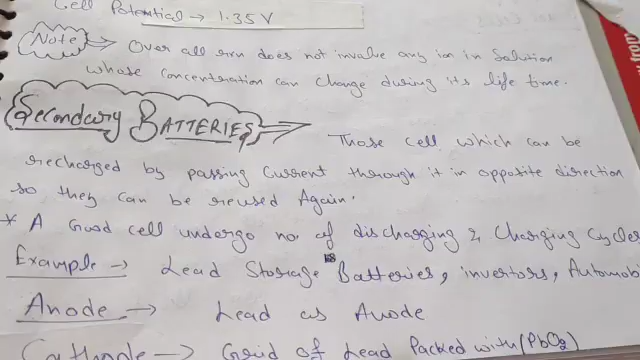 Cell Potential → 1.35 V
Note ⇒ Over all rxn does not involve any ion in Solution
whose concentration can change during its life time.
Secondary BATTERIES ⇒ Those cell which can be
recharged by passing current through it in opposite direction
so they can be reused Again.
* A Good cell undergo no. of discharging & Charging Cycles
Example → Lead Storage Batteries, invertors, Automobi
Anode → Lead as Anode
Cathode → Grid of Lead Packed with (PbO2)